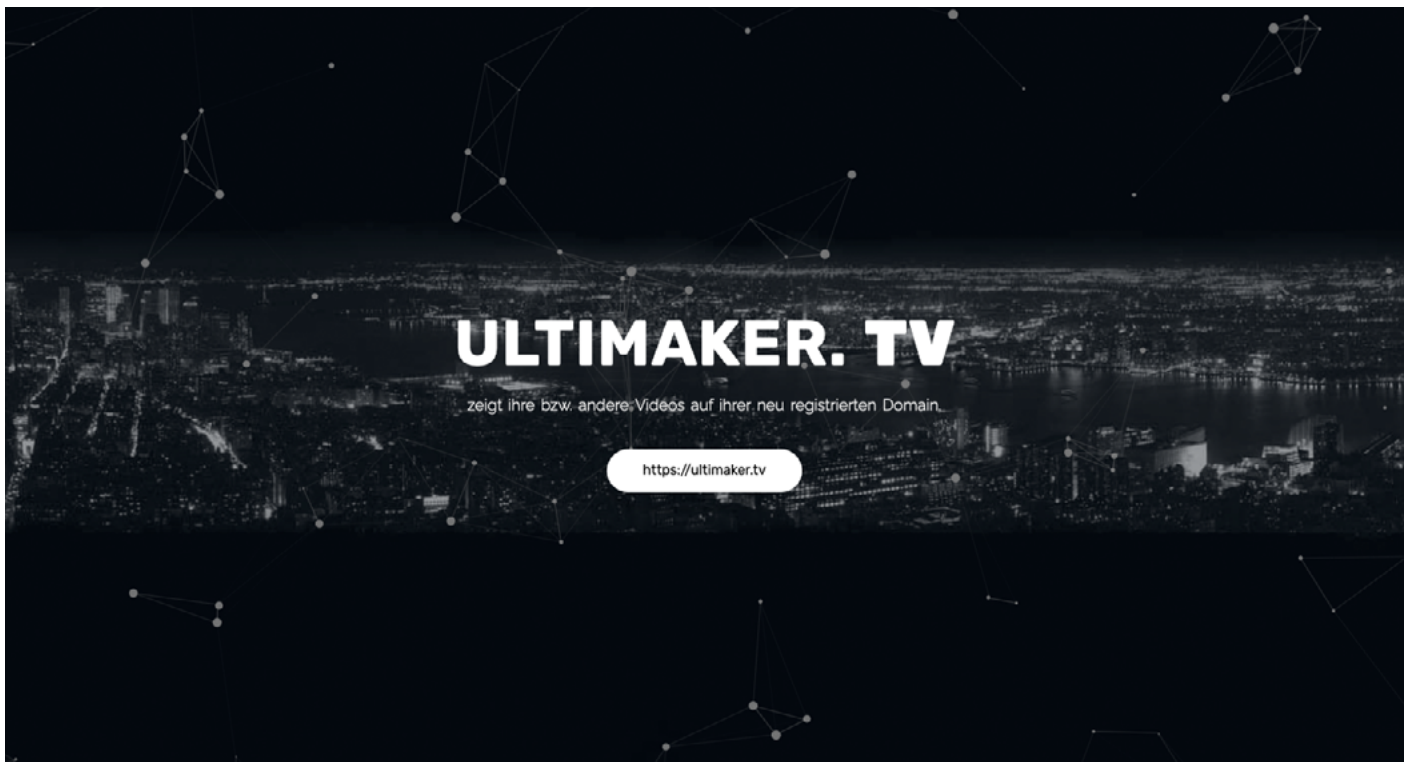 ULTIMAKER. TV
zeigt ihre bzw. andere Videos auf ihrer neu registrierten Domain.
https://ultimaker.tv